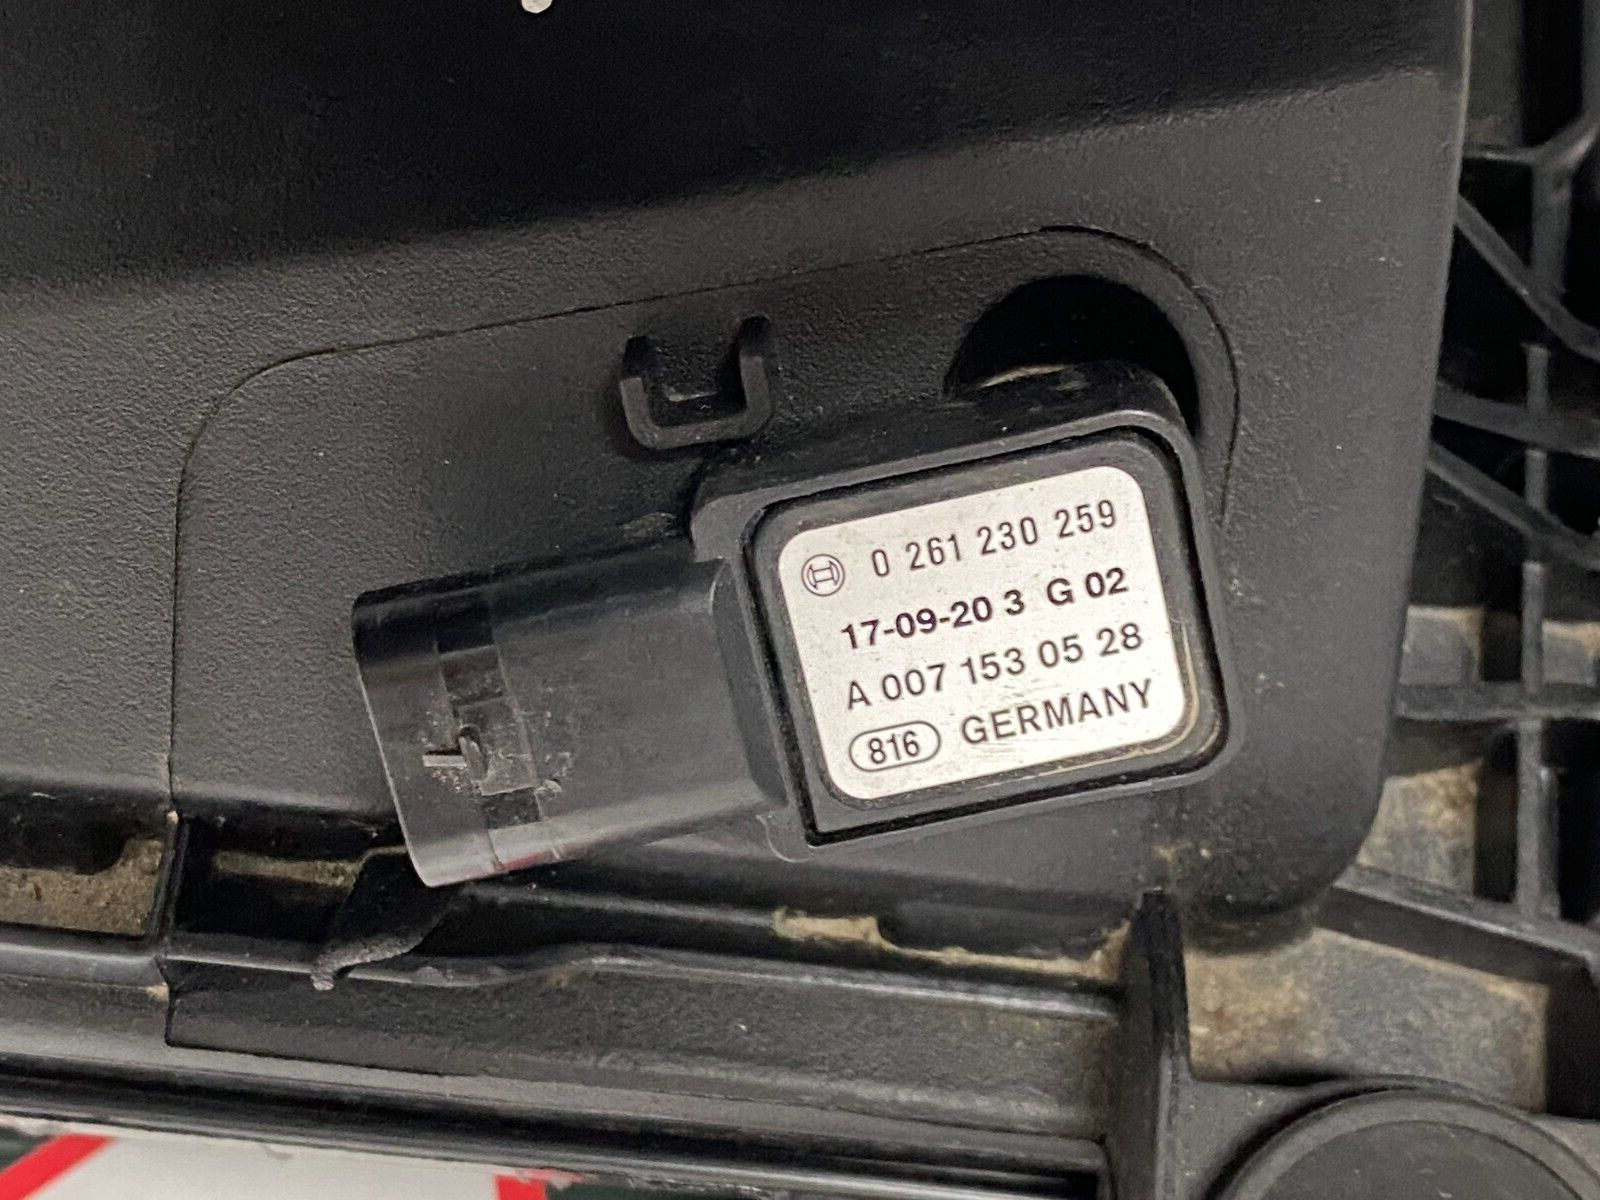 0 261 230 259
17-09-20 3 G 02
A 007 153 05 28
816 GERMANY